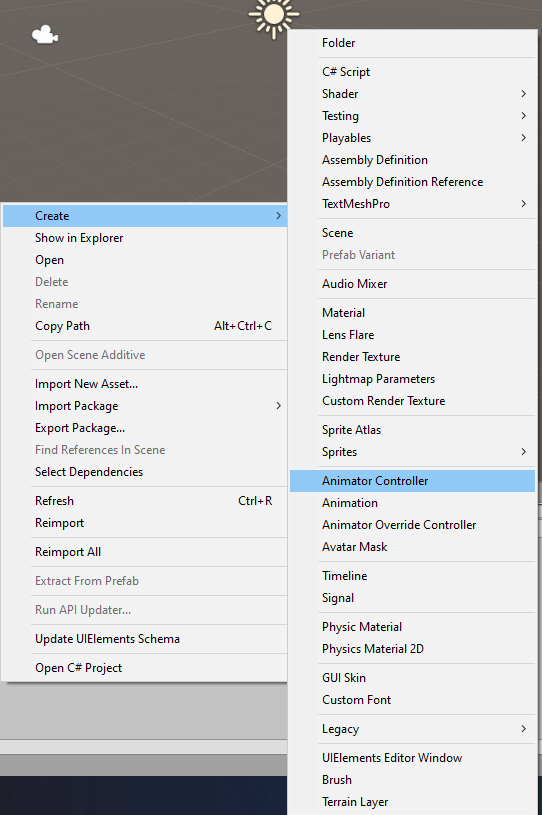 Create
Show in Explorer
Open
Delete
Rename
Copy Path Alt+Ctrl+C
Open Scene Additive
Import New Asset...
Import Package
Export Package...
Find References In Scene
Select Dependencies
Refresh Ctrl+R
Reimport
Reimport All
Extract From Prefab
Run API Updater...
Update UIElements Schema
Open C# Project
Folder
C# Script
Shader
Testing
Playables
Assembly Definition
Assembly Definition Reference
TextMeshPro
Scene
Prefab Variant
Audio Mixer
Material
Lens Flare
Render Texture
Lightmap Parameters
Custom Render Texture
Sprite Atlas
Sprites
Animator Controller
Animation
Animator Override Controller
Avatar Mask
Timeline
Signal
Physic Material
Physics Material 2D
GUI Skin
Custom Font
Legacy
UIElements Editor Window
Brush
Terrain Layer